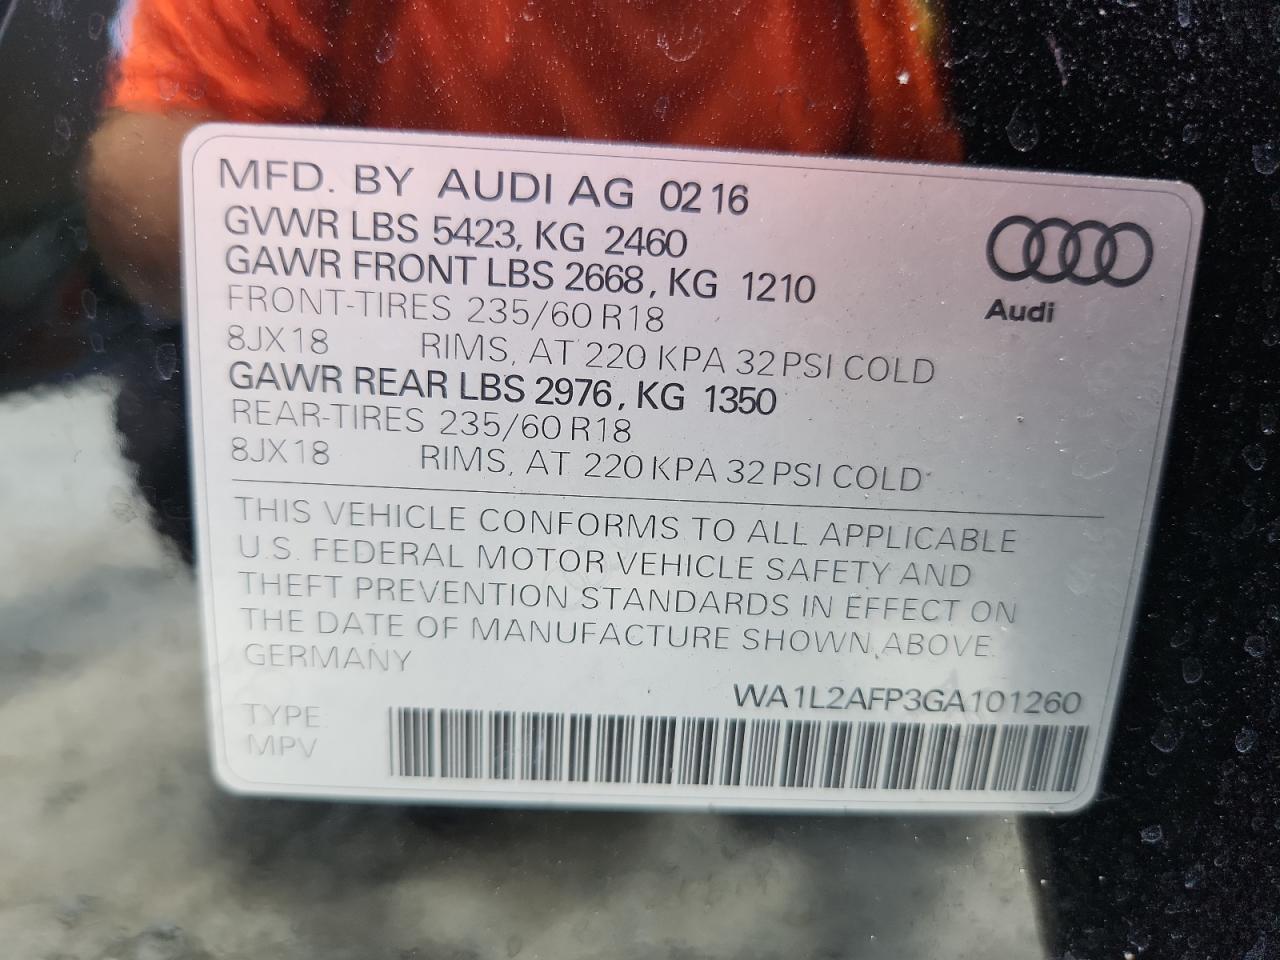 MFD. BY AUDI AG 0216
GVWR LBS 5423, KG 2460
GAWR FRONT LBS 2668, KG 1210
FRONT-TIRES 235/60 R18
8JX18 RIMS, AT 220 KPA 32 PSI COLD
GAWR REAR LBS 2976, KG 1350
REAR-TIRES 235/60 R18
8JX18 RIMS, AT 220 KPA 32 PSI COLD
Audi
THIS VEHICLE CONFORMS TO ALL APPLICABLE
U.S. FEDERAL MOTOR VEHICLE SAFETY AND
THEFT PREVENTION STANDARDS IN EFFECT ON
THE DATE OF MANUFACTURE SHOWN ABOVE.
GERMANY
WA1L2AFP3GA101260
TYPE
MPV